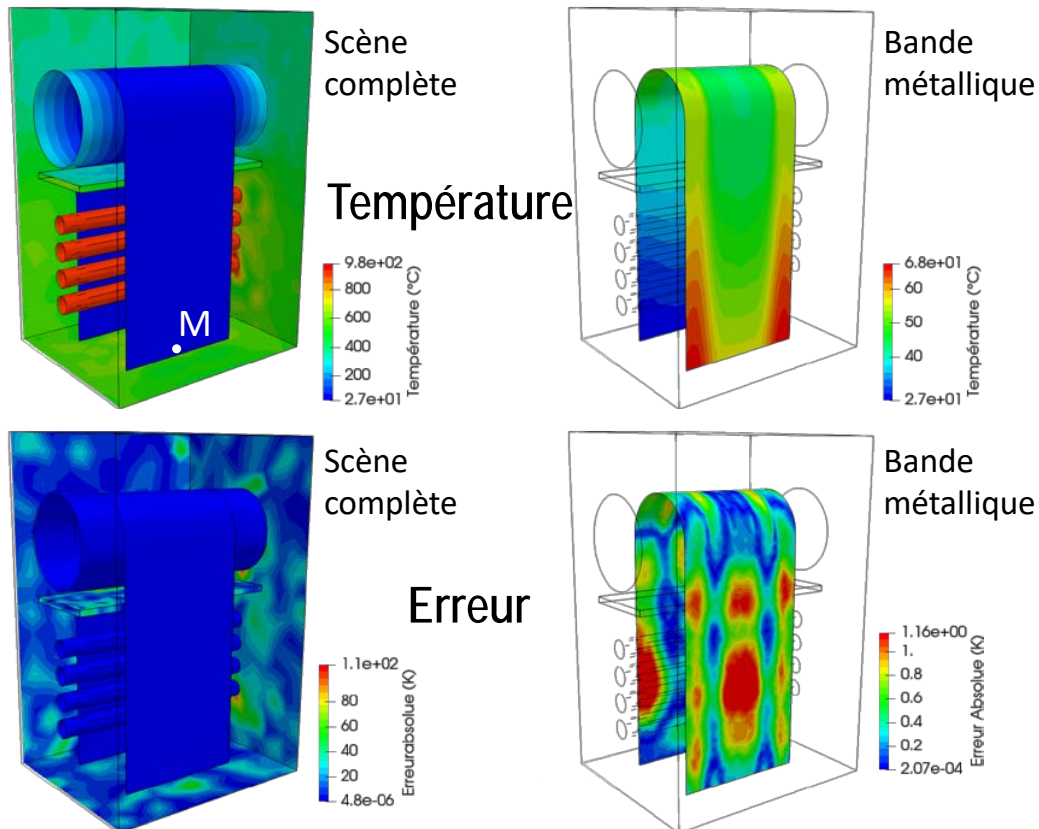 Scène
complète
Bande
métallique
Température
9.8e+02
800
600
400
200
2.7e+01
Température (°C)
M
6.8e+01
60
50
40
2.7e+01
Température (°C)
Scène
complète
Bande
métallique
Erreur
1.1e+02
80
60
40
20
4.8e-06
Erreurabsolue (K)
1.16e+00
1.
0.8
0.6
0.4
0.2
2.07e-04
Erreur Absolue (K)